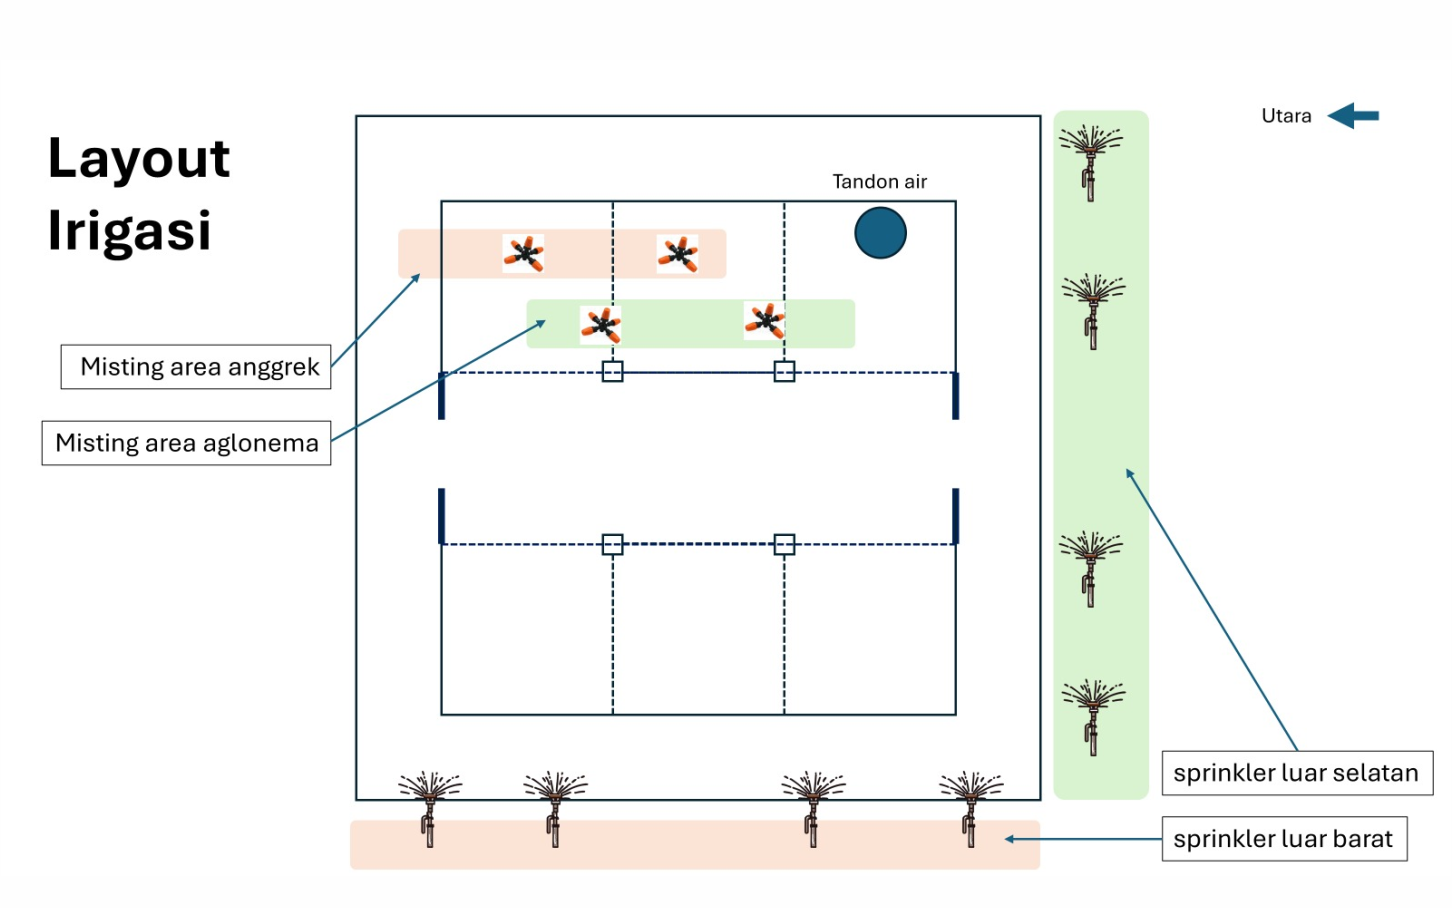 Layout
Irigasi
Utara
Tandon air
Misting area anggrek
Misting area aglonema
sprinkler luar selatan
sprinkler luar barat